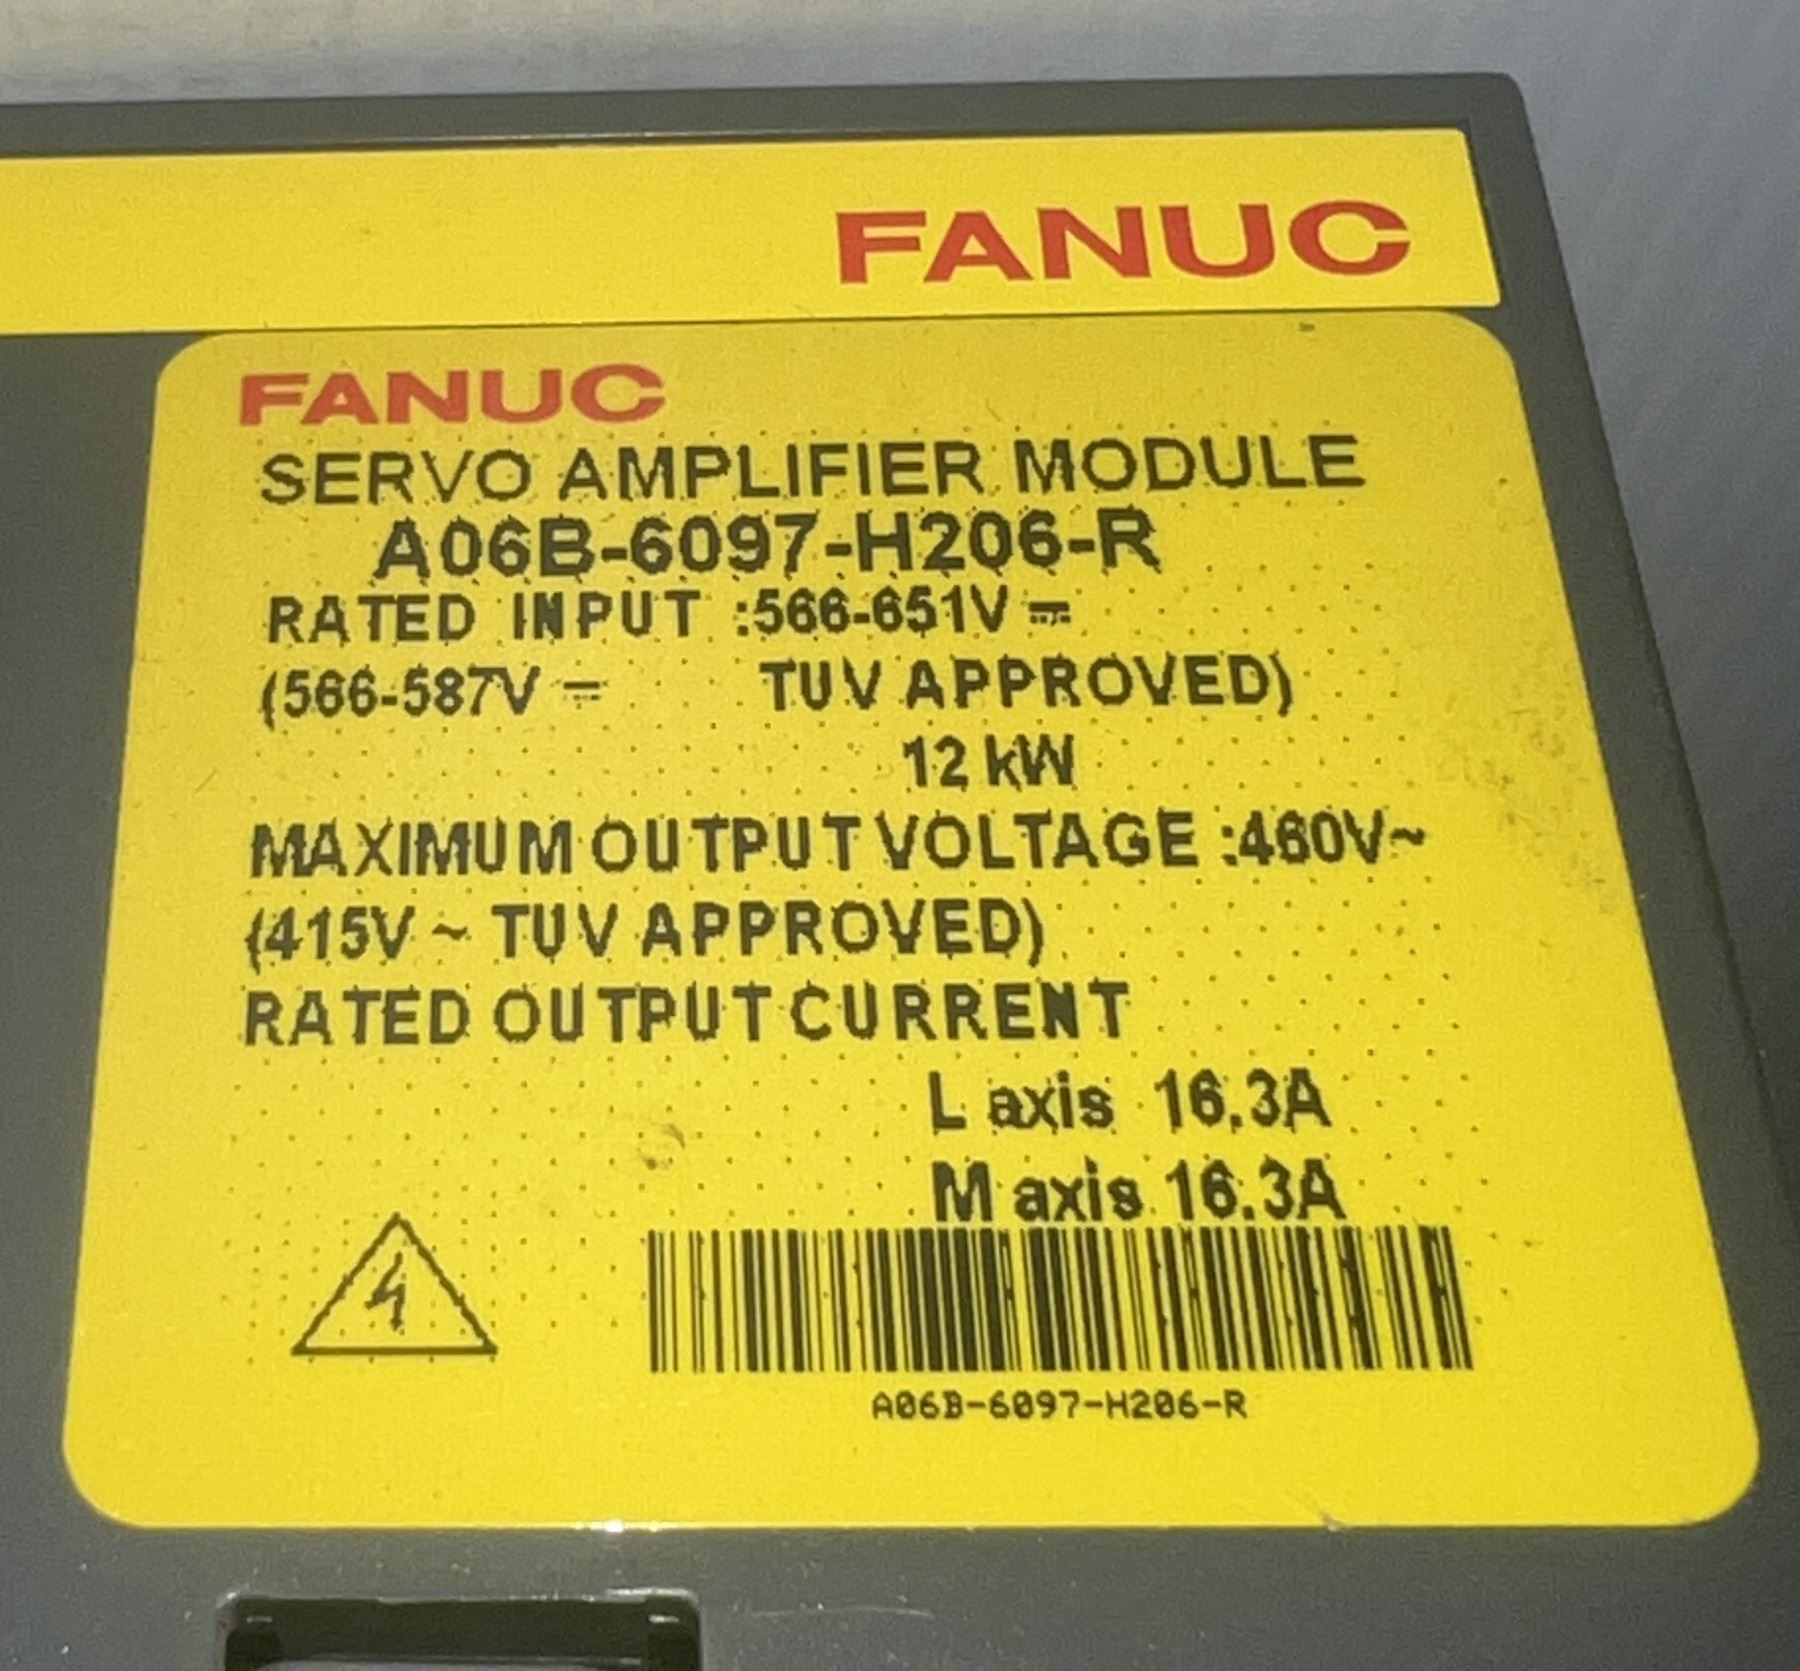 FANUC
FANUC
SERVO AMPLIFIER MODULE
A06B-6097-H206-R
RATED INPUT :566-651V ⎓
(566-587V ⎓ TUV APPROVED)
12 kW
MAXIMUM OUTPUT VOLTAGE :460V~
(415V ~ TUV APPROVED)
RATED OUTPUT CURRENT
L axis 16.3A
M axis 16.3A
A06B-6097-H206-R